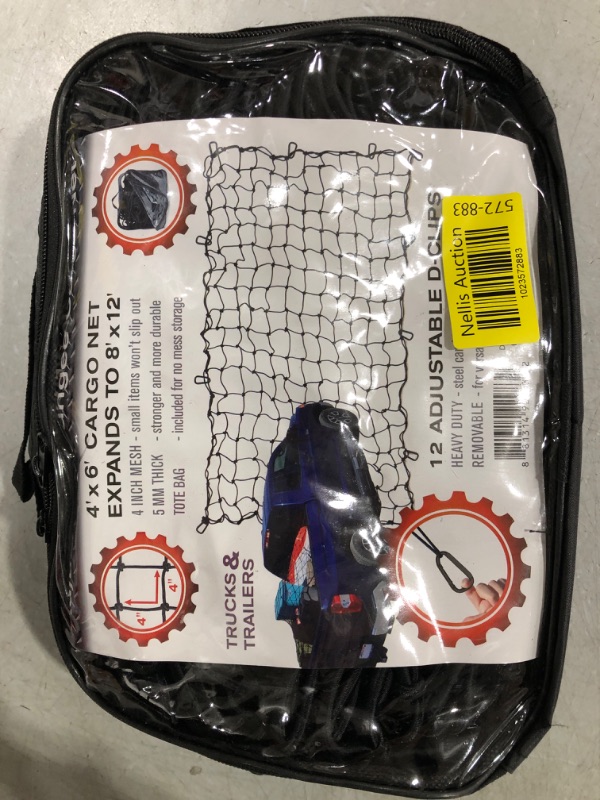 4' x 6' CARGO NET
EXPANDS TO 8' x 12'
4 INCH MESH - small items won't slip out
5 MM THICK - stronger and more durable
TOTE BAG - included for no mess storage
4"
4"
TRUCKS &
TRAILERS
12 ADJUSTABLE D-CLIPS
HEAVY DUTY - steel
REMOVABLE -
Nellis Auction
1023572883
572-883